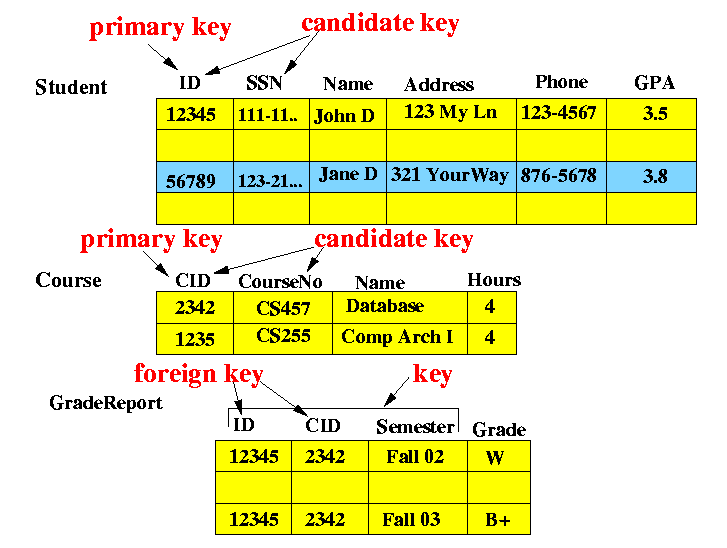 primary key candidate key
Student ID SSN Name Address Phone GPA
12345 111-11.. John D 123 My Ln 123-4567 3.5
56789 123-21... Jane D 321 YourWay 876-5678 3.8
primary key candidate key
Course CID CourseNo Name Hours
2342 CS457 Database 4
1235 CS255 Comp Arch I 4
foreign key key
GradeReport ID CID Semester Grade
12345 2342 Fall 02 W
12345 2342 Fall 03 B+